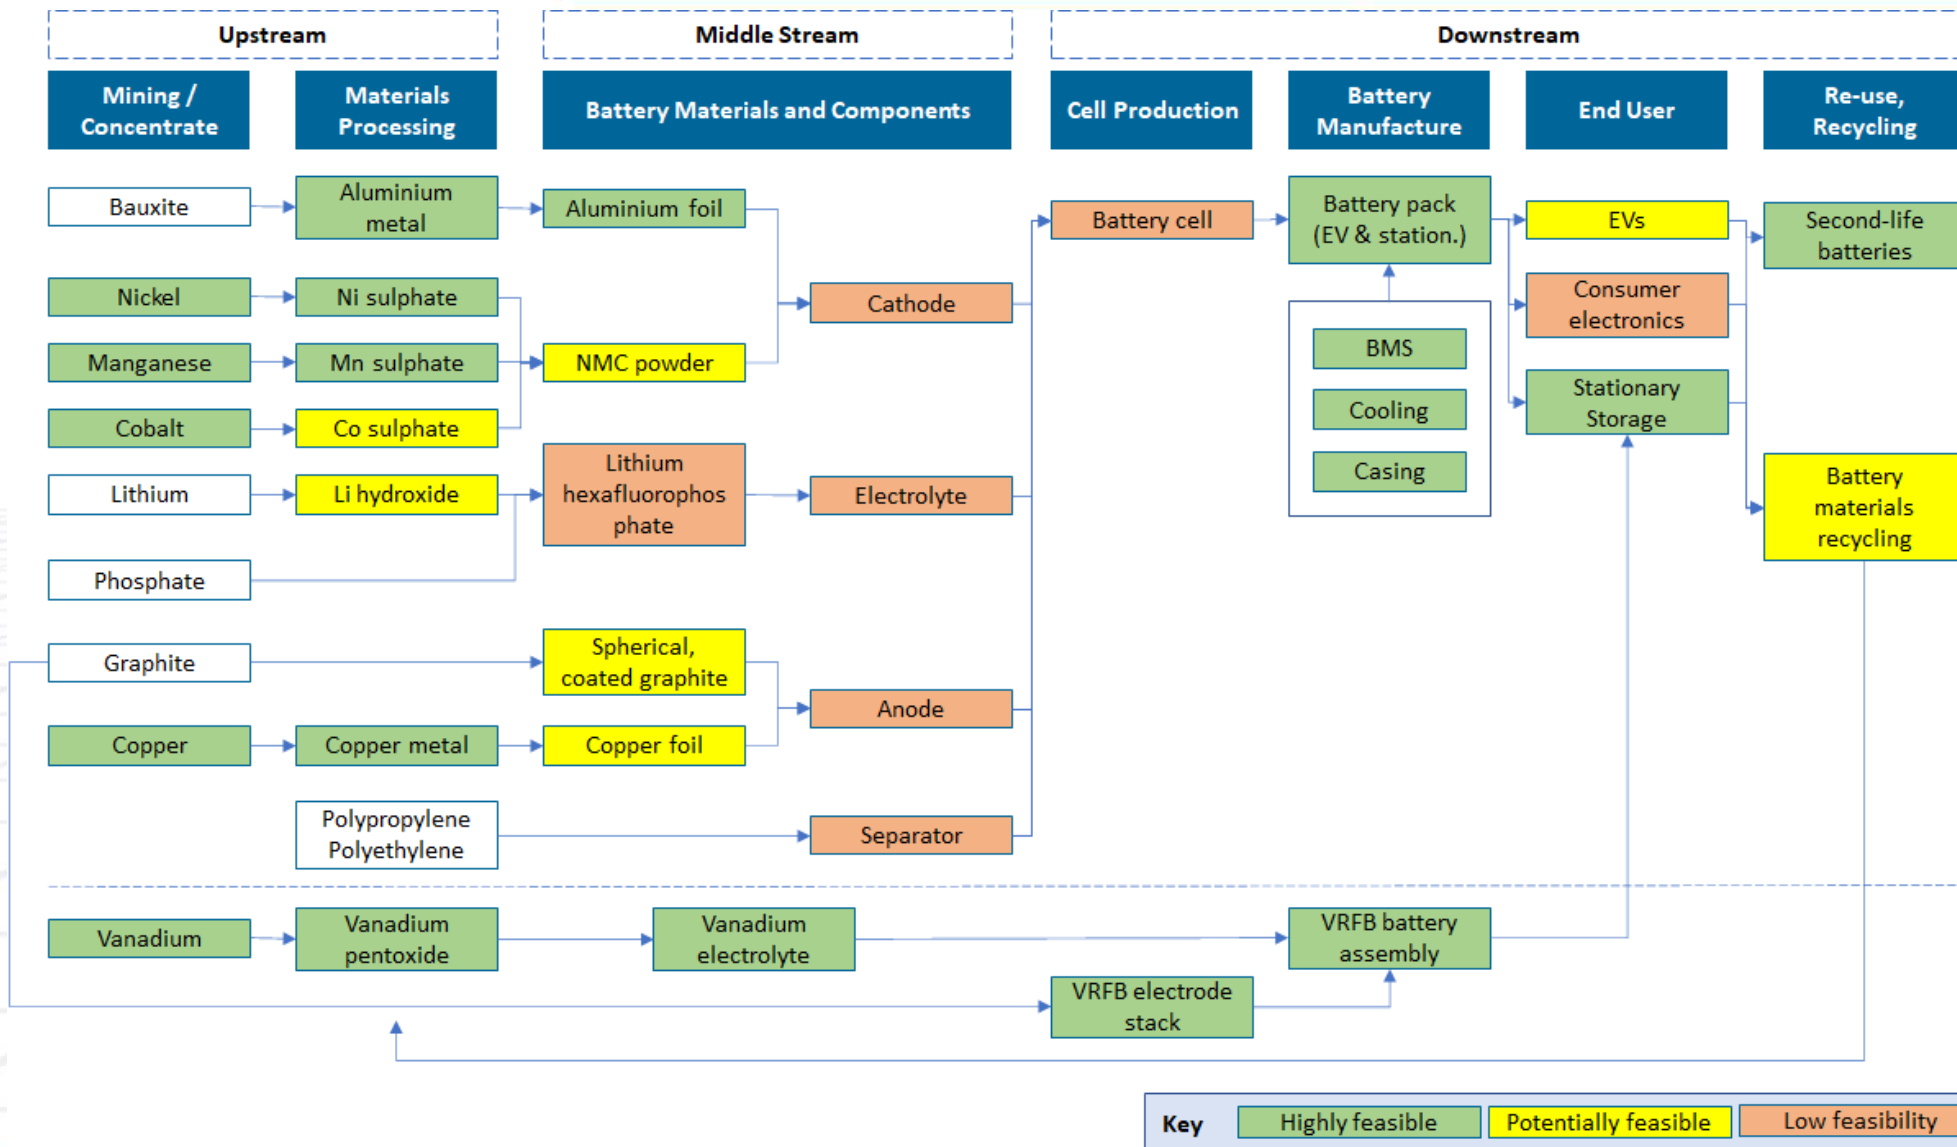 Upstream
Middle Stream
Downstream
Mining /
Concentrate
Materials
Processing
Battery Materials and Components
Cell Production
Battery
Manufacture
End User
Re-use,
Recycling
Bauxite
Aluminium
metal
Aluminium foil
Nickel
Ni sulphate
Manganese
Mn sulphate
NMC powder
Cobalt
Co sulphate
Cathode
Lithium
Li hydroxide
Lithium
hexafluorophos
phate
Electrolyte
Phosphate
Graphite
Spherical,
coated graphite
Anode
Copper
Copper metal
Copper foil
Polypropylene
Polyethylene
Separator
Battery cell
Battery pack
(EV & station.)
BMS
Cooling
Casing
EVs
Consumer
electronics
Stationary
Storage
Second-life
batteries
Battery
materials
recycling
Vanadium
Vanadium
pentoxide
Vanadium
electrolyte
VRFB battery
assembly
VRFB electrode
stack
Key
Highly feasible
Potentially feasible
Low feasibility